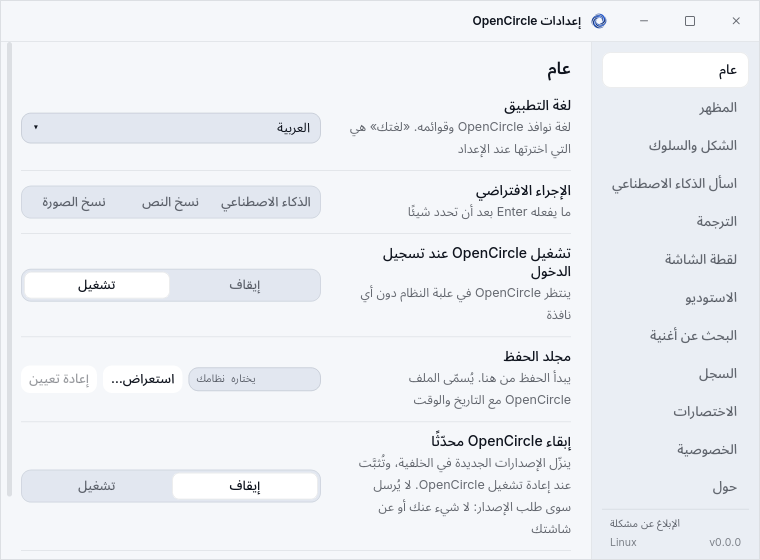 إعدادات OpenCircle
عام
المظهر
الشكل والسلوك
اسأل الذكاء الاصطناعي
الترجمة
لقطة الشاشة
الاستوديو
البحث عن أغنية
السجل
الاختصارات
الخصوصية
حول
الإبلاغ عن مشكلة
v0.0.0 Linux
عام
لغة التطبيق
لغة نوافذ OpenCircle وقوائمه. «لغتك» هي
التي اخترتها عند الإعداد
العربية
الإجراء الافتراضي
ما يفعله Enter بعد أن تحدد شيئًا
الذكاء الاصطناعي نسخ النص نسخ الصورة
تشغيل OpenCircle عند تسجيل
الدخول
ينتظر OpenCircle في علبة النظام دون أي
نافذة
إيقاف تشغيل
مجلد الحفظ
يبدأ الحفظ من هنا. يُسمّى الملف
OpenCircle مع التاريخ والوقت
يختاره نظامك استعراض... إعادة تعيين
إبقاء OpenCircle محدّثًا
ينزّل الإصدارات الجديدة في الخلفية، وتُثبَّت
عند إعادة تشغيل OpenCircle. لا يُرسل
سوى طلب الإصدار: لا شيء عنك أو عن
شاشتك
إيقاف تشغيل